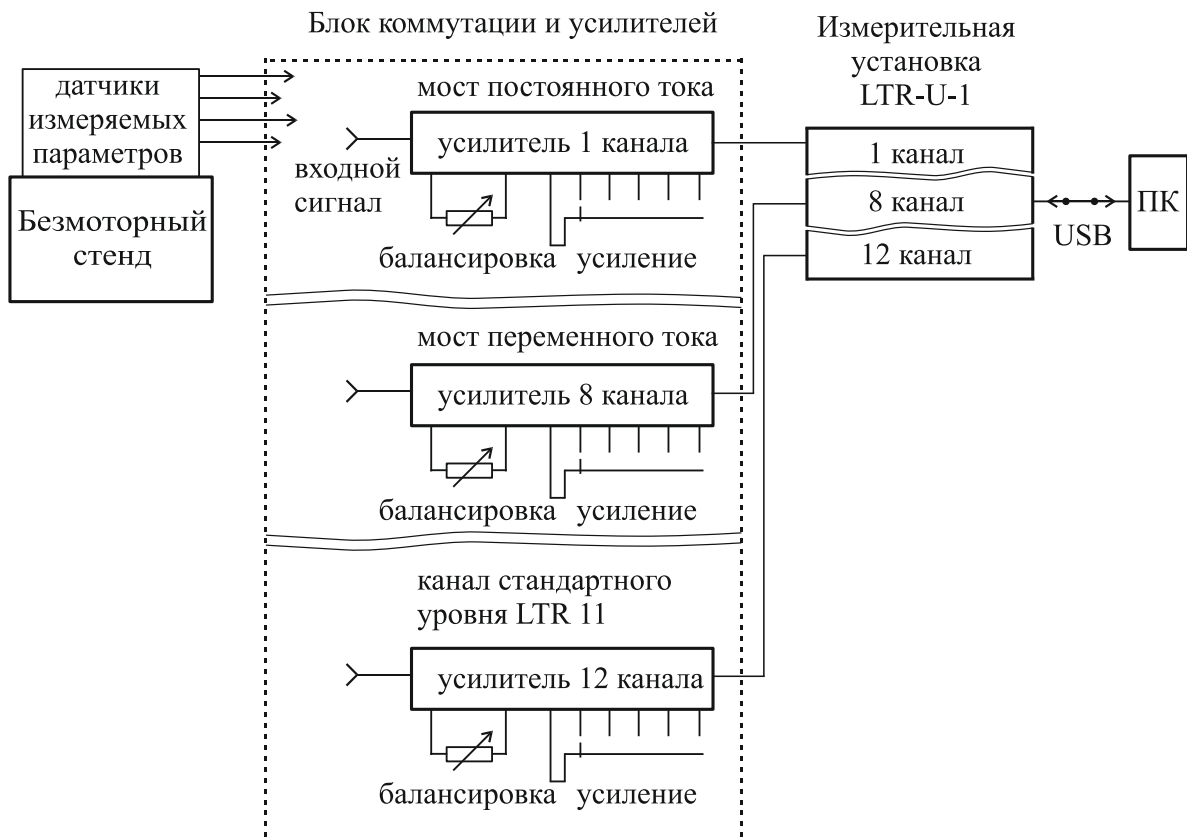 Блок коммутации и усилителей
Измерительная
установка
LTR-U-1
датчики
измеряемых
параметров
Безмоторный
стенд
мост постоянного тока
усилитель 1 канала
входной
сигнал
балансировка усиление
1 канал
8 канал
12 канал
USB
ПК
мост переменного тока
усилитель 8 канала
балансировка усиление
канал стандартного
уровня LTR 11
усилитель 12 канала
балансировка усиление